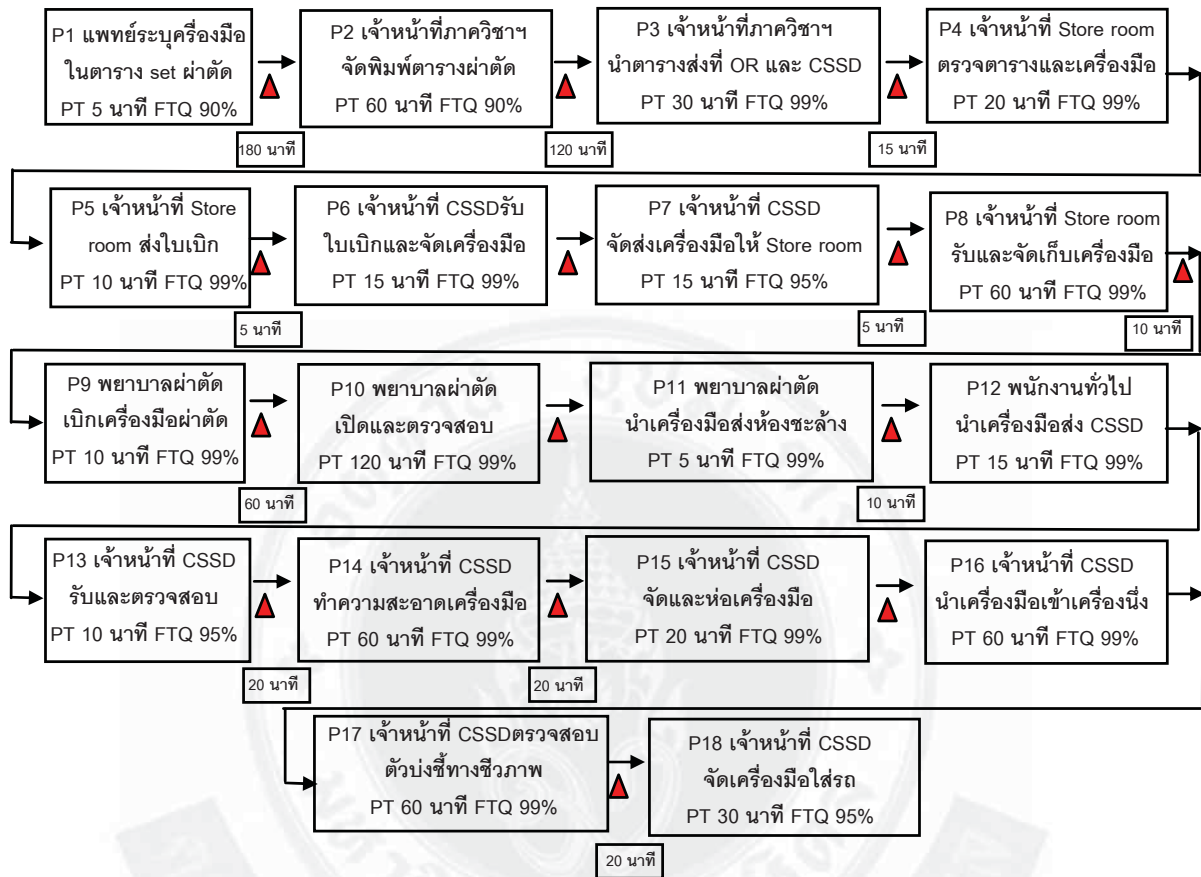 P1 แพทย์ระบุเครื่องมือ
ในตาราง set ผ่าตัด
PT 5 นาที FTQ 90%
180 นาที
P2 เจ้าหน้าที่ภาควิชาฯ
จัดพิมพ์ตารางผ่าตัด
PT 60 นาที FTQ 90%
120 นาที
P3 เจ้าหน้าที่ภาควิชาฯ
นำตารางส่งที่ OR และ CSSD
PT 30 นาที FTQ 99%
15 นาที
P4 เจ้าหน้าที่ Store room
ตรวจตารางและเครื่องมือ
PT 20 นาที FTQ 99%
P5 เจ้าหน้าที่ Store
room ส่งใบเบิก
PT 10 นาที FTQ 99%
5 นาที
P6 เจ้าหน้าที่ CSSDรับ
ใบเบิกและจัดเครื่องมือ
PT 15 นาที FTQ 99%
P7 เจ้าหน้าที่ CSSD
จัดส่งเครื่องมือให้ Store room
PT 15 นาที FTQ 95%
5 นาที
P8 เจ้าหน้าที่ Store room
รับและจัดเก็บเครื่องมือ
PT 60 นาที FTQ 99%
10 นาที
P9 พยาบาลผ่าตัด
เบิกเครื่องมือผ่าตัด
PT 10 นาที FTQ 99%
60 นาที
P10 พยาบาลผ่าตัด
เปิดและตรวจสอบ
PT 120 นาที FTQ 99%
P11 พยาบาลผ่าตัด
นำเครื่องมือส่งห้องชะล้าง
PT 5 นาที FTQ 99%
10 นาที
P12 พนักงานทั่วไป
นำเครื่องมือส่ง CSSD
PT 15 นาที FTQ 99%
P13 เจ้าหน้าที่ CSSD
รับและตรวจสอบ
PT 10 นาที FTQ 95%
20 นาที
P14 เจ้าหน้าที่ CSSD
ทำความสะอาดเครื่องมือ
PT 60 นาที FTQ 99%
20 นาที
P15 เจ้าหน้าที่ CSSD
จัดและห่อเครื่องมือ
PT 20 นาที FTQ 99%
P16 เจ้าหน้าที่ CSSD
นำเครื่องมือเข้าเครื่องนึ่ง
PT 60 นาที FTQ 99%
P17 เจ้าหน้าที่ CSSDตรวจสอบ
ตัวบ่งชี้ทางชีวภาพ
PT 60 นาที FTQ 99%
20 นาที
P18 เจ้าหน้าที่ CSSD
จัดเครื่องมือใส่รถ
PT 30 นาที FTQ 95%